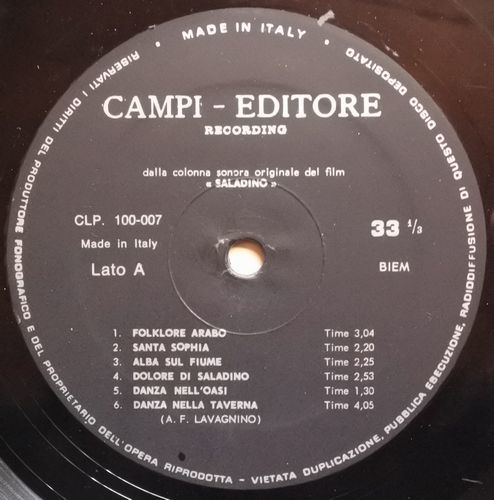 MADE IN ITALY • RISERVATI I DIRITTI DEL PRODUTTORE FONOGRAFICO E DEL PROPRIETARIO DELL'OPERA RIPRODOTTA - VIETATA DUPLICAZIONE, PUBBLICA ESECUZIONE, RADIODIFFUSIONE DI QUESTO DISCO DEPOSITATO
CAMPI - EDITORE
RECORDING
dalla colonna sonora originale del film
« SALADINO »
CLP. 100-007 33 1/3
Made in Italy
Lato A BIEM
1. FOLKLORE ARABO Time 3,04
2. SANTA SOPHIA Time 2,20
3. ALBA SUL FIUME Time 2,25
4. DOLORE DI SALADINO Time 2,53
5. DANZA NELL'OASI Time 1,30
6. DANZA NELLA TAVERNA Time 4,05
(A. F. LAVAGNINO)